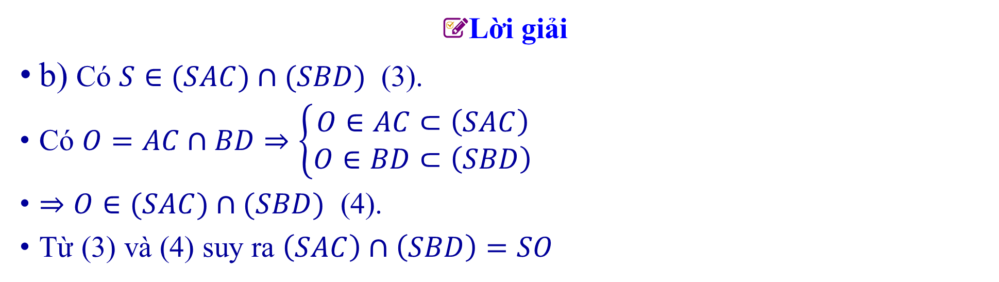 Lời giải
• b) Có S ∈ (SAC) ∩ (SBD) (3).
• Có O = AC ∩ BD ⇒ { O ∈ AC ⊂ (SAC)
O ∈ BD ⊂ (SBD)
• ⇒ O ∈ (SAC) ∩ (SBD) (4).
• Từ (3) và (4) suy ra (SAC) ∩ (SBD) = SO